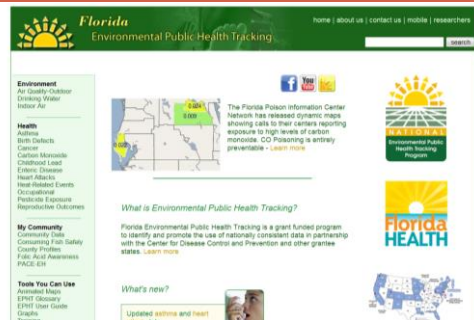 Florida
Environmental Public Health Tracking
home | about us | contact us | mobile | researchers
search
Environment
Air Quality-Outdoor
Drinking Water
Indoor Air
Health
Asthma
Birth Defects
Cancer
Carbon Monoxide
Childhood Lead
Enteric Disease
Heart Attacks
Heat-Related Events
Occupational
Pesticide Exposure
Reproductive Outcomes
My Community
Community Data
Consuming Fish Safely
County Profiles
Folic Acid Awareness
PACE-EH
Tools You Can Use
Animated Maps
EPHT Glossary
EPHT User Guide
Graphs
You
The Florida Poison Information Center
Network has released dynamic maps
showing calls to their centers reporting
exposure to high levels of carbon
monoxide. CO Poisoning is entirely
preventable - Learn more
What is Environmental Public Health Tracking?
Florida Environmental Public Health Tracking is a grant funded program
to identify and promote the use of nationally consistent data in partnership
with the Center for Disease Control and Prevention and other grantee
states. Learn more
What's new?
Updated asthma and heart
NATIONAL
Environmental Public
Health Tracking
Program
Florida
HEALTH